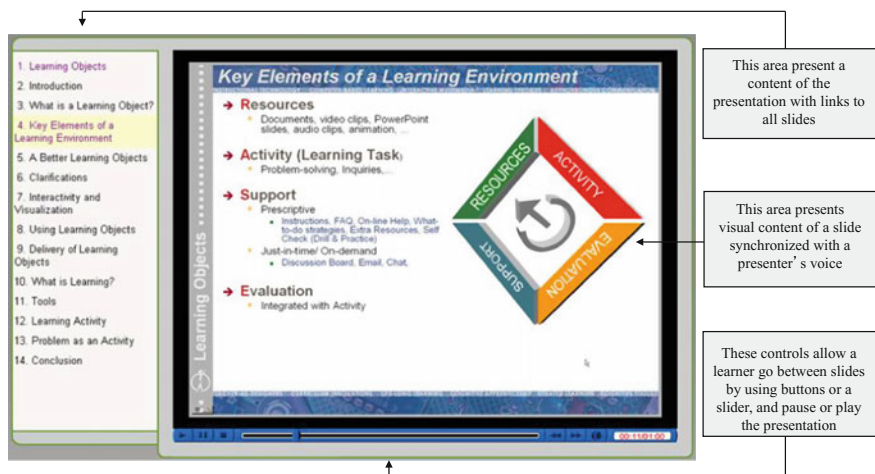 1. Learning Objects
2. Introduction
3. What is a Learning Object?
4. Key Elements of a
Learning Environment
5. A Better Learning Objects
6. Clarifications
7. Interactivity and
Visualization
8. Using Learning Objects
9. Delivery of Learning
Objects
10. What is Learning?
11. Tools
12. Learning Activity
13. Problem as an Activity
14. Conclusion
Learning Objects
Key Elements of a Learning Environment
Resources
Documents, video clips, PowerPoint
slides, audio clips, animation, ...
Activity (Learning Task)
Problem-solving, Inquiries,...
Support
Prescriptive
Instructions, FAQ, On-line Help, What-
to-do strategies, Extra Resources, Self
Check (Drill & Practice)
Just-in-time/ On-demand
Discussion Board, Email, Chat,
Evaluation
Integrated with Activity
RESOURCES
ACTIVITY
SUPPORT
EVALUATION
00:11/01:00
This area present a
content of the
presentation with links to
all slides
This area presents
visual content of a slide
synchronized with a
presenter's voice
These controls allow a
learner go between slides
by using buttons or a
slider, and pause or play
the presentation